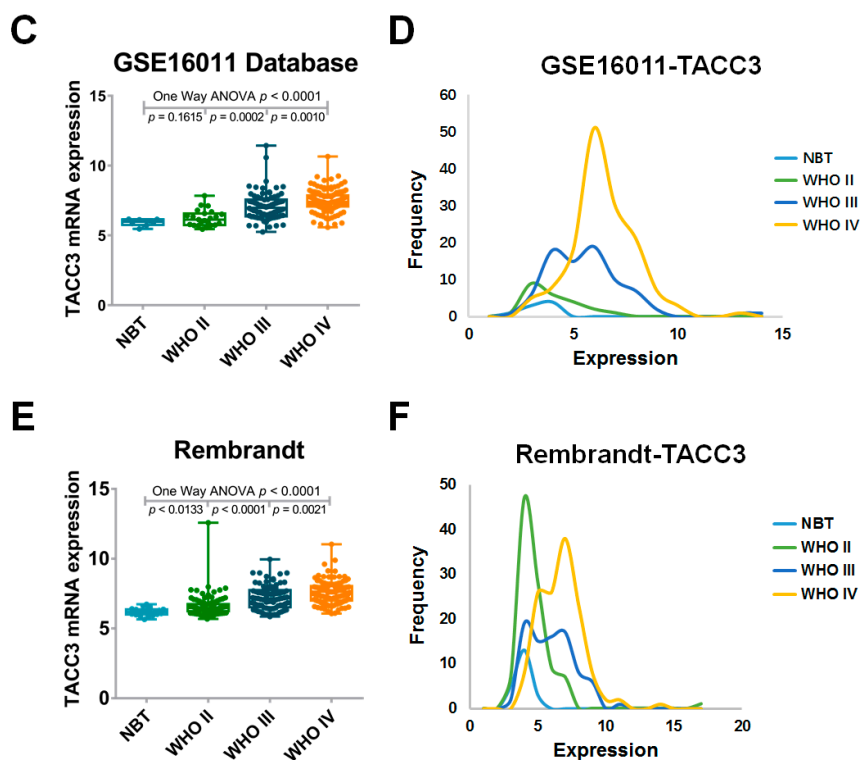 C
GSE16011 Database
TACC3 mRNA expression
15
10
5
0
One Way ANOVA p < 0.0001
p = 0.1615 p = 0.0002 p = 0.0010
NBT
WHO II
WHO III
WHO IV
D
GSE16011-TACC3
Frequency
60
50
40
30
20
10
0
0 5 10 15
Expression
NBT
WHO II
WHO III
WHO IV
E
Rembrandt
TACC3 mRNA expression
15
10
5
0
One Way ANOVA p < 0.0001
p < 0.0133 p < 0.0001 p = 0.0021
NBT
WHO II
WHO III
WHO IV
F
Rembrandt-TACC3
Frequency
50
40
30
20
10
0
0 5 10 15 20
Expression
NBT
WHO II
WHO III
WHO IV